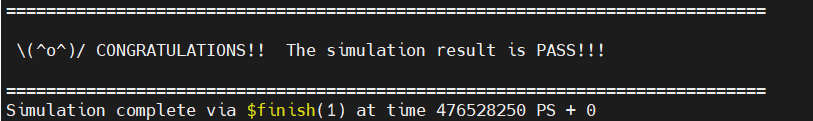 ============================================================================
\(^o^)/ CONGRATULATIONS!!  The simulation result is PASS!!!
============================================================================
Simulation complete via $finish(1) at time 476528250 PS + 0